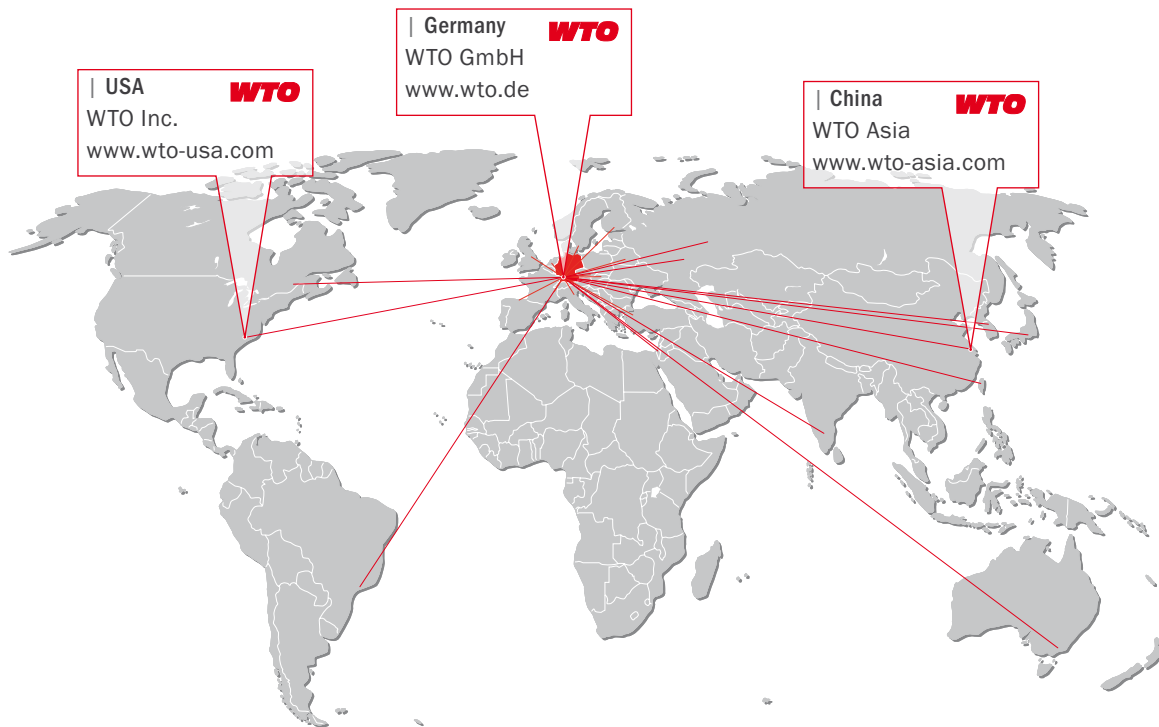 | Germany WTO
WTO GmbH
www.wto.de
| USA WTO
WTO Inc.
www.wto-usa.com
| China WTO
WTO Asia
www.wto-asia.com